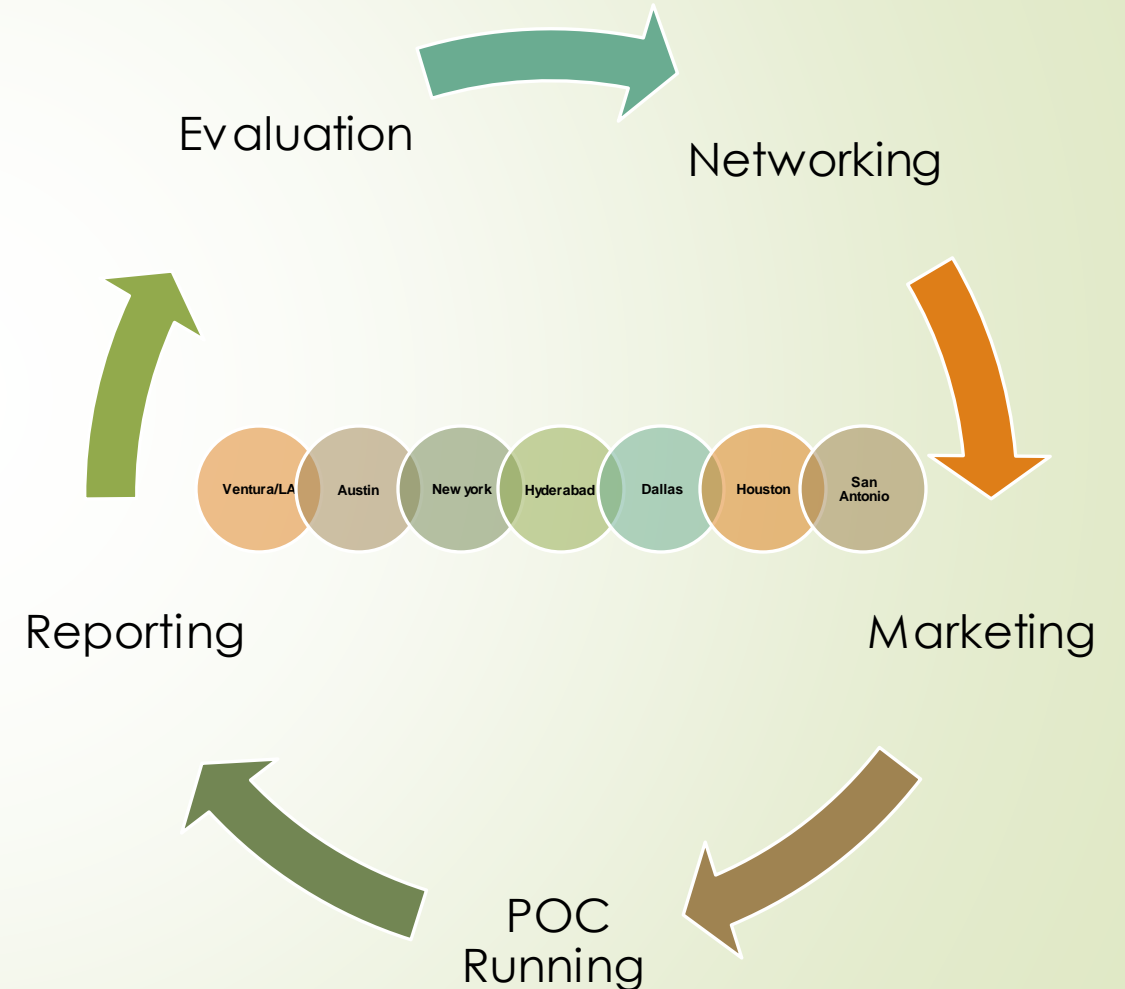 Evaluation
Networking
Ventura/LA
Austin
New york
Hyderabad
Dallas
Houston
San
Antonio
Reporting
Marketing
POC
Running